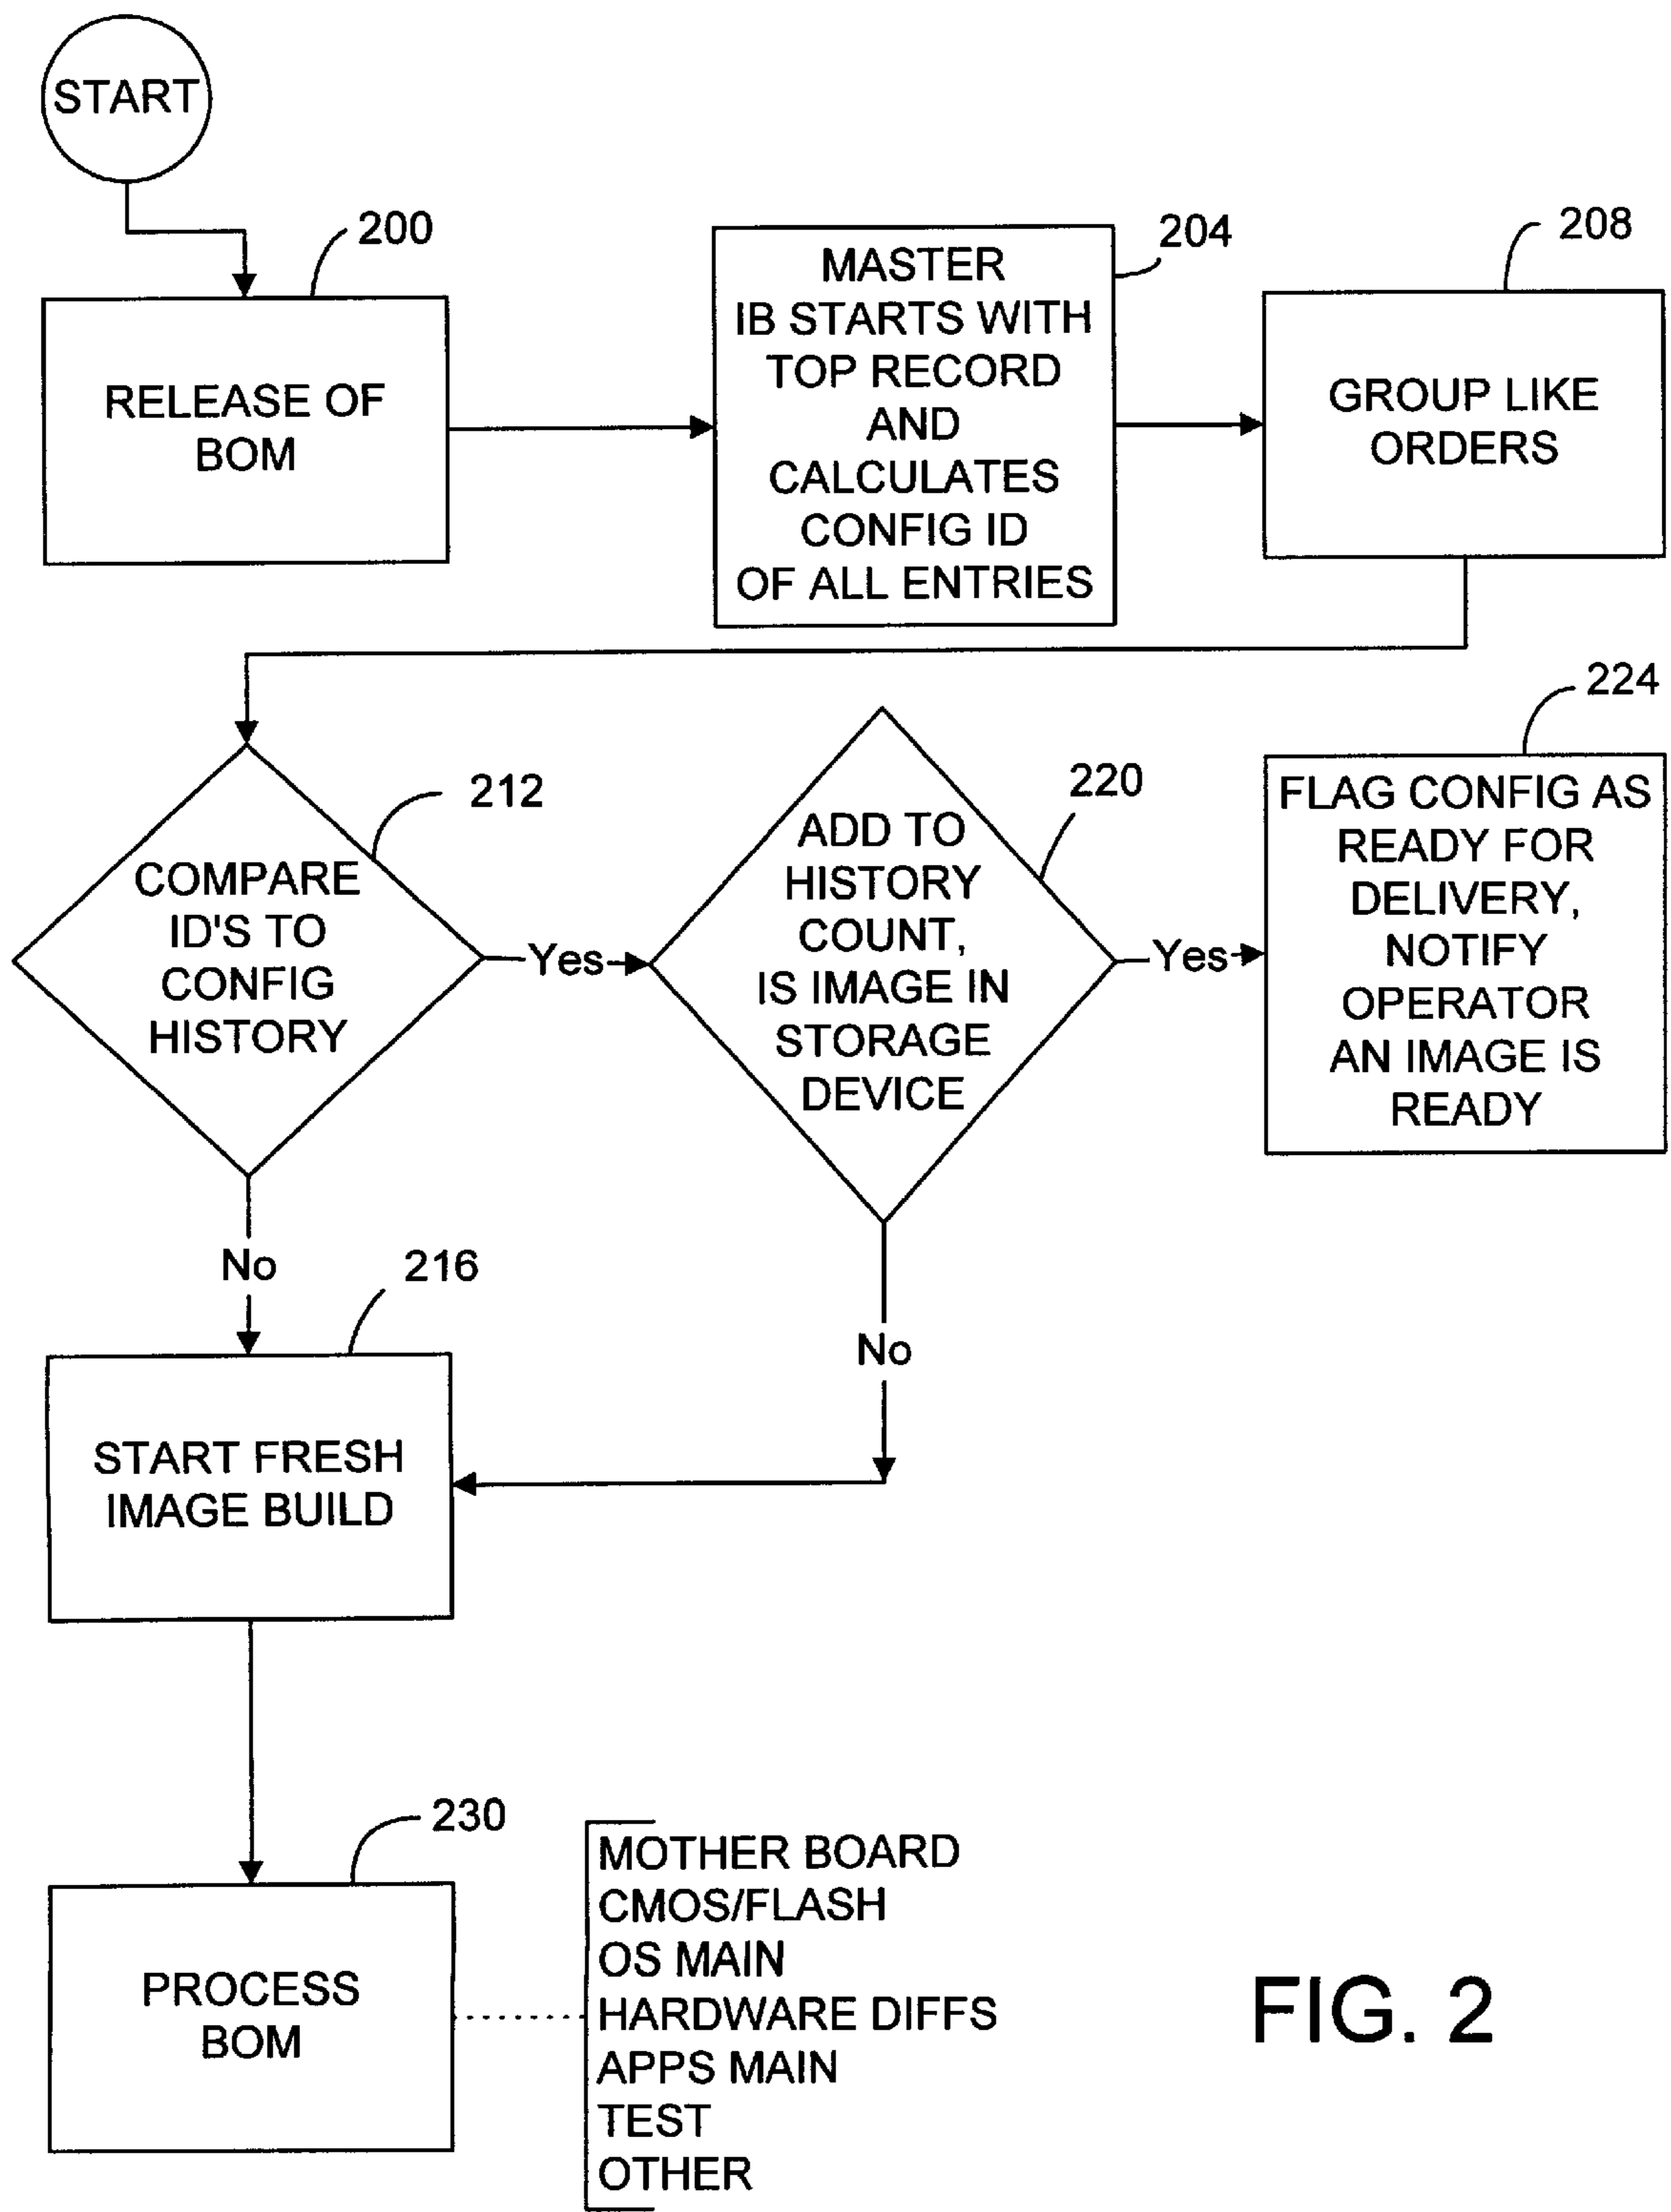 START
200
RELEASE OF
BOM
204
MASTER
IB STARTS WITH
TOP RECORD
AND
CALCULATES
CONFIG ID
OF ALL ENTRIES
208
GROUP LIKE
ORDERS
212
COMPARE
ID'S TO
CONFIG
HISTORY
Yes
No
220
ADD TO
HISTORY
COUNT,
IS IMAGE IN
STORAGE
DEVICE
Yes
No
224
FLAG CONFIG AS
READY FOR
DELIVERY,
NOTIFY
OPERATOR
AN IMAGE IS
READY
216
START FRESH
IMAGE BUILD
230
PROCESS
BOM
MOTHER BOARD
CMOS/FLASH
OS MAIN
HARDWARE DIFFS
APPS MAIN
TEST
OTHER
FIG. 2